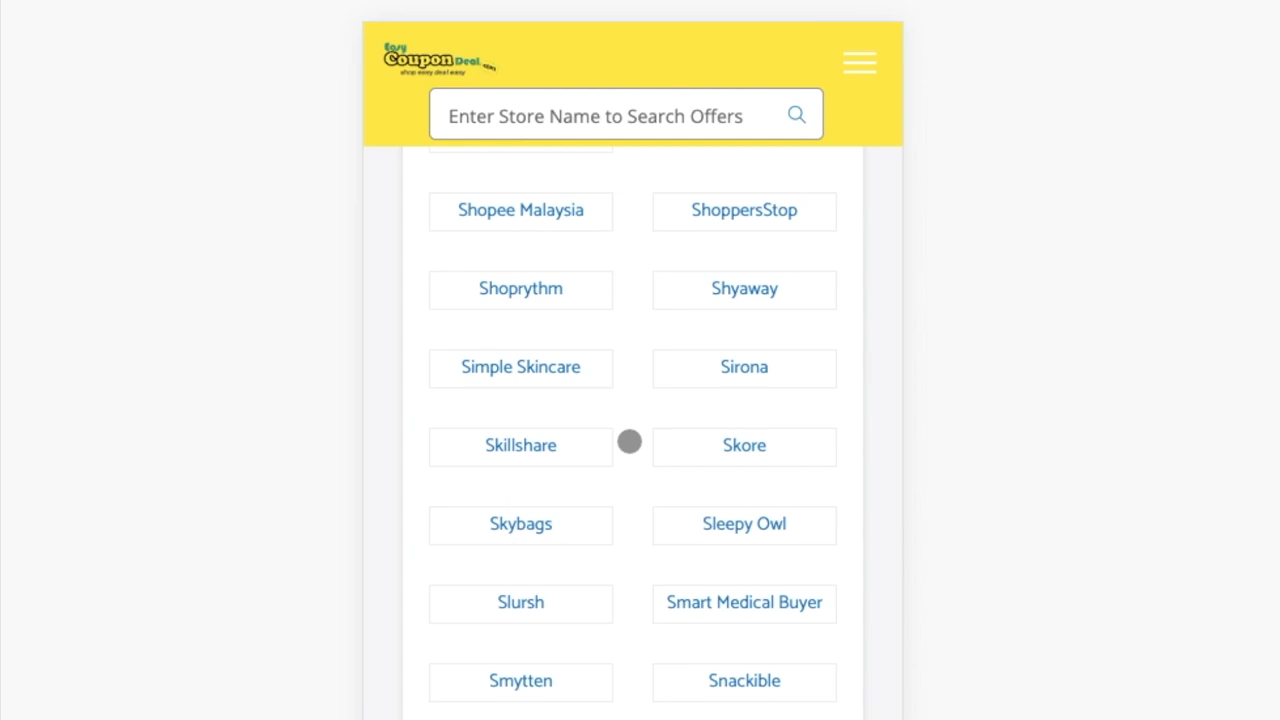 Easy
Coupon Deal .com
shop easy deal easy
Enter Store Name to Search Offers
Shopee Malaysia
ShoppersStop
Shoprythm
Shyaway
Simple Skincare
Sirona
Skillshare
Skore
Skybags
Sleepy Owl
Slursh
Smart Medical Buyer
Smytten
Snackible